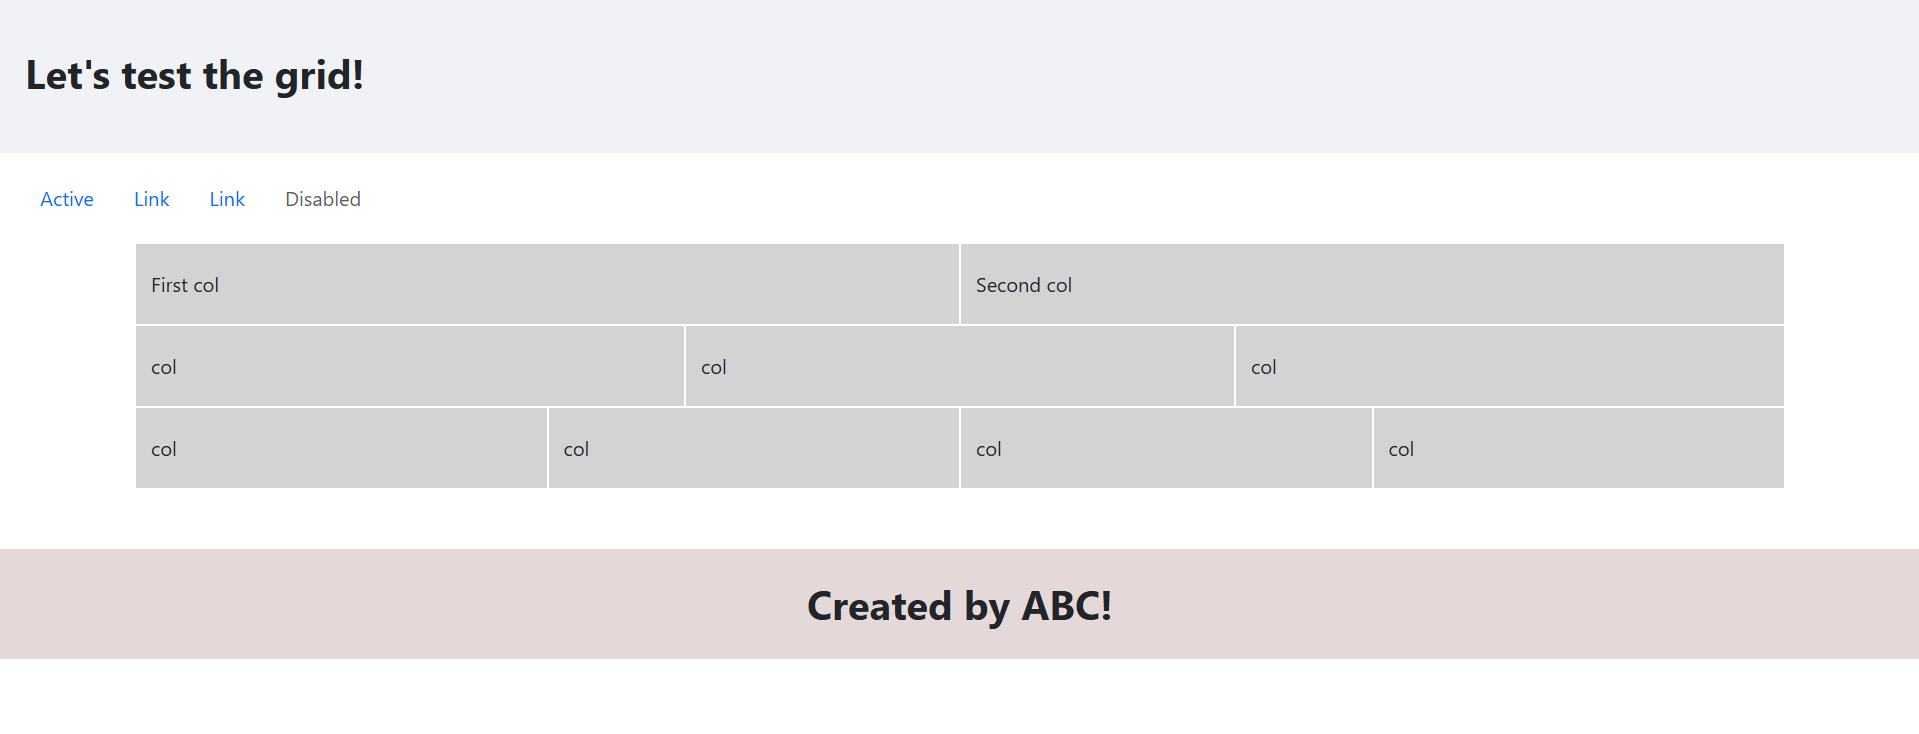 Let's test the grid!
Active Link Link Disabled
First col Second col
col col col
col col col col
Created by ABC!